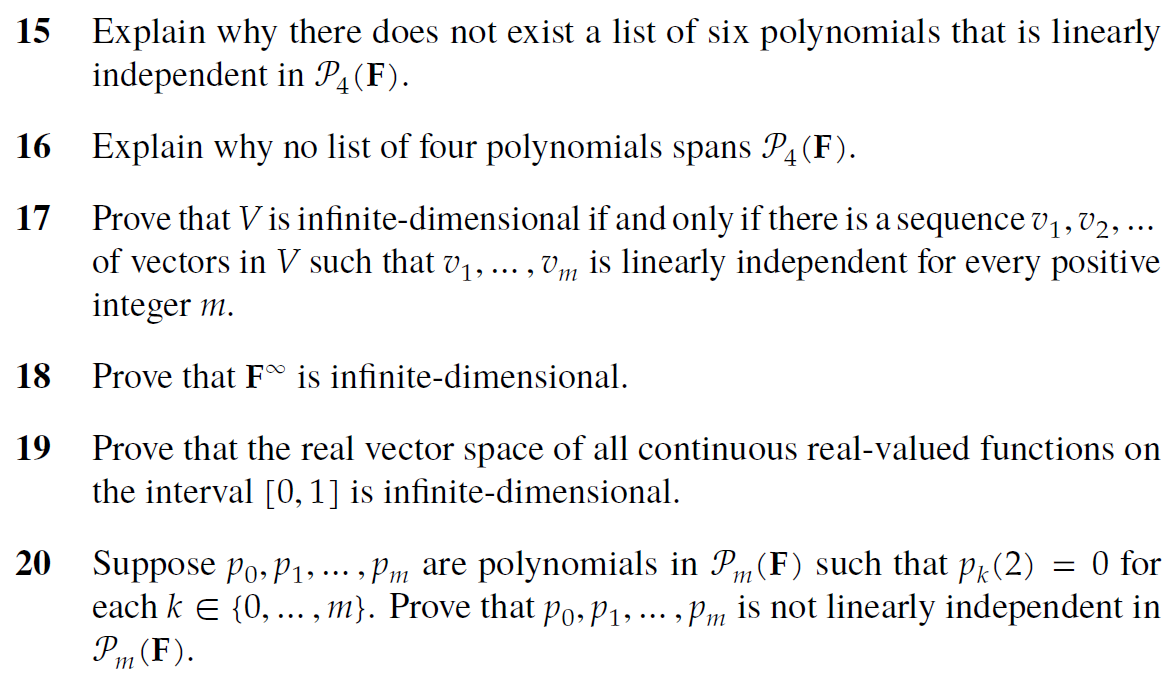 15 Explain why there does not exist a list of six polynomials that is linearly
independent in 𝒫₄(𝐅).
16 Explain why no list of four polynomials spans 𝒫₄(𝐅).
17 Prove that V is infinite-dimensional if and only if there is a sequence v₁, v₂, …
of vectors in V such that v₁, … , vₘ is linearly independent for every positive
integer m.
18 Prove that 𝐅^∞ is infinite-dimensional.
19 Prove that the real vector space of all continuous real-valued functions on
the interval [0, 1] is infinite-dimensional.
20 Suppose p₀, p₁, … , pₘ are polynomials in 𝒫ₘ(𝐅) such that pₖ(2) = 0 for
each k ∈ {0, … , m}. Prove that p₀, p₁, … , pₘ is not linearly independent in
𝒫ₘ(𝐅).